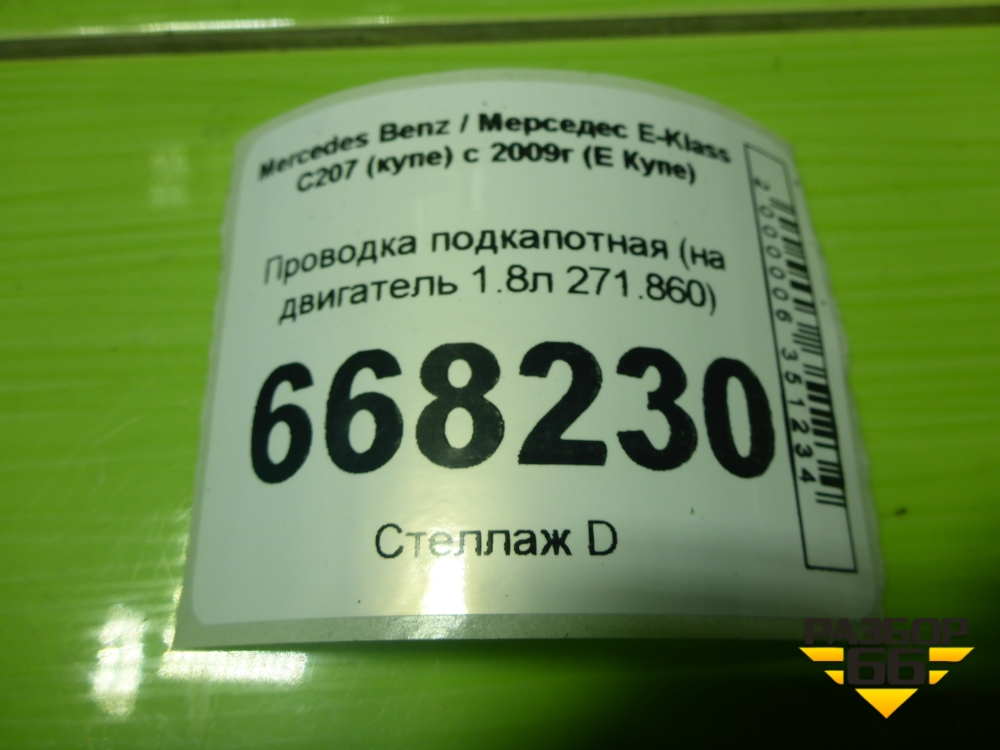 Mercedes Benz / Мерседес E-Klass
C207 (купе) с 2009г (Е Купе)
Проводка подкапотная (на
двигатель 1.8л 271.860)
668230
Стеллаж D
2000006351234
РАЗБОР
66